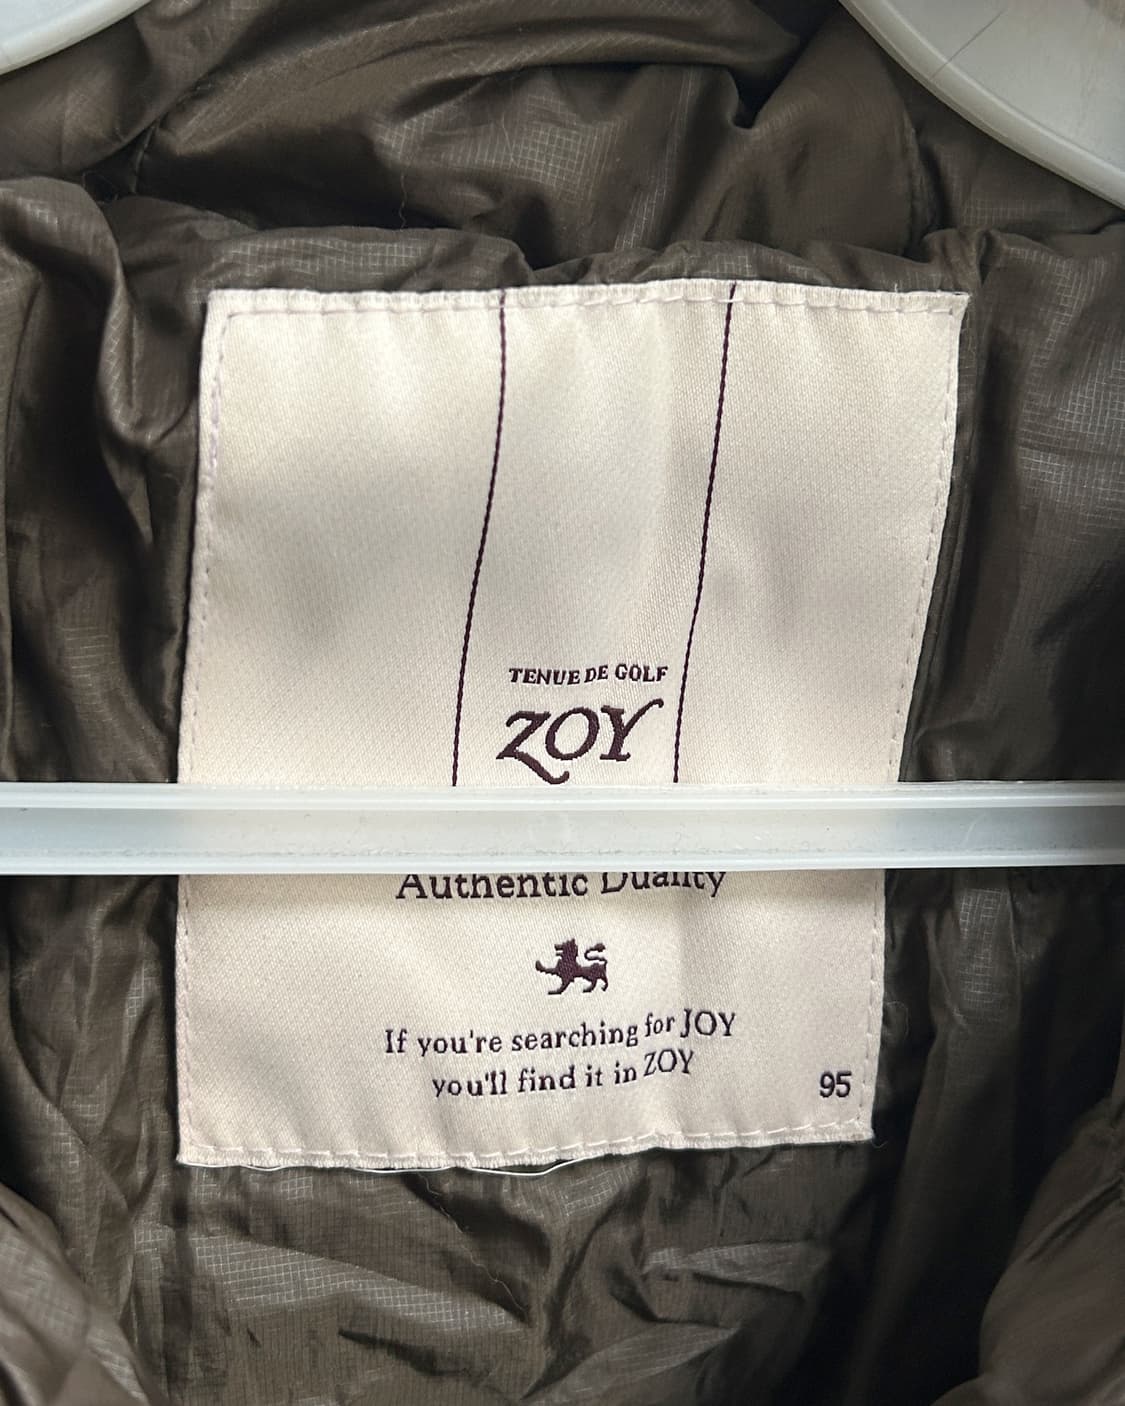 TENUE DE GOLF
ZOY
Authentic Duality
If you're searching for JOY
you'll find it in ZOY
95